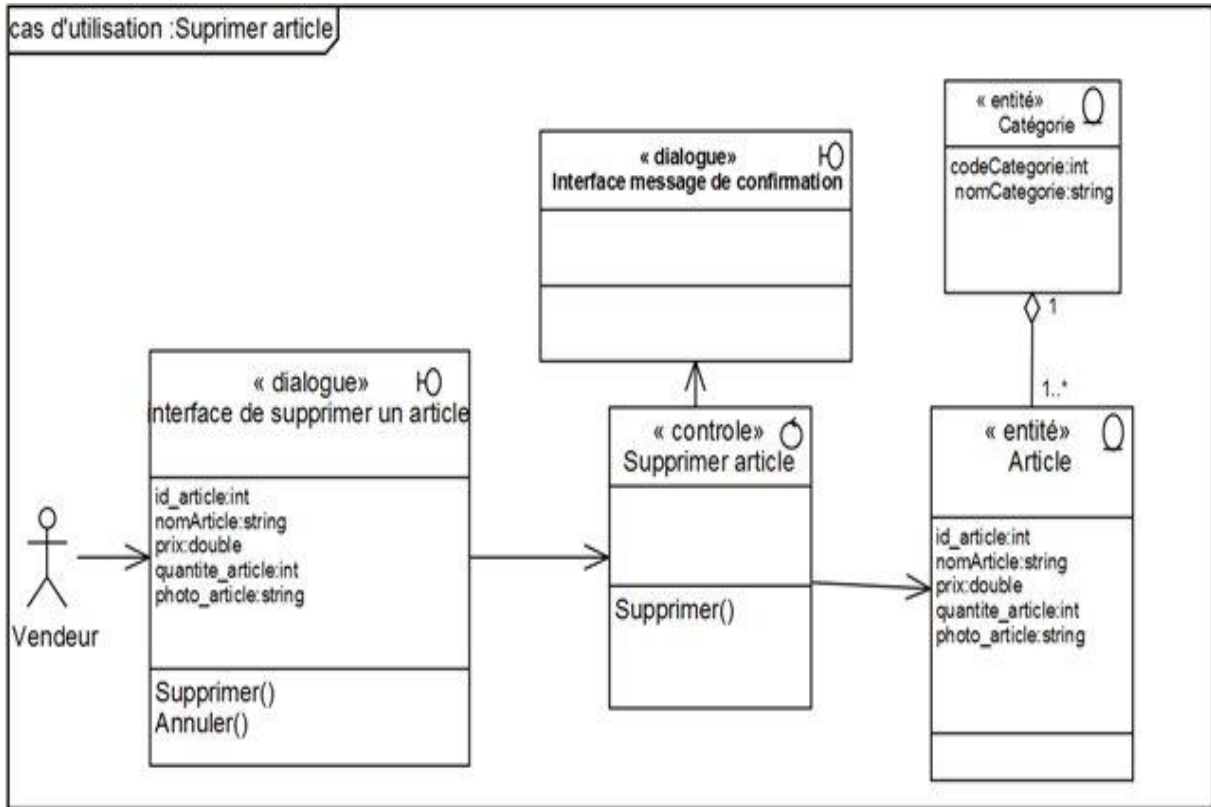 cas d'utilisation :Suprimer article
« entité»
Catégorie
codeCategorie:int
nomCategorie:string
« dialogue»
Interface message de confirmation
1
1..*
« dialogue»
interface de supprimer un article
id_article:int
nomArticle:string
prix:double
quantite_article:int
photo_article:string
Supprimer()
Annuler()
Vendeur
« controle»
Supprimer article
Supprimer()
« entité»
Article
id_article:int
nomArticle:string
prix:double
quantite_article:int
photo_article:string